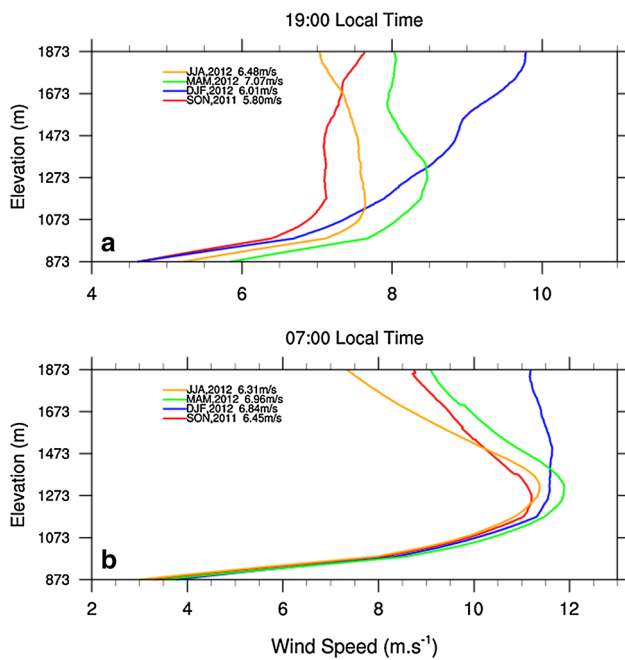 19:00 Local Time
Elevation (m)
1873
1673
1473
1273
1073
873
JJA,2012 6.48m/s
MAM,2012 7.07m/s
DJF,2012 6.01m/s
SON,2011 5.80m/s
a
4 6 8 10
07:00 Local Time
Elevation (m)
1873
1673
1473
1273
1073
873
JJA,2012 6.31m/s
MAM,2012 6.96m/s
DJF,2012 6.84m/s
SON,2011 6.45m/s
b
2 4 6 8 10 12
Wind Speed (m.s⁻¹)